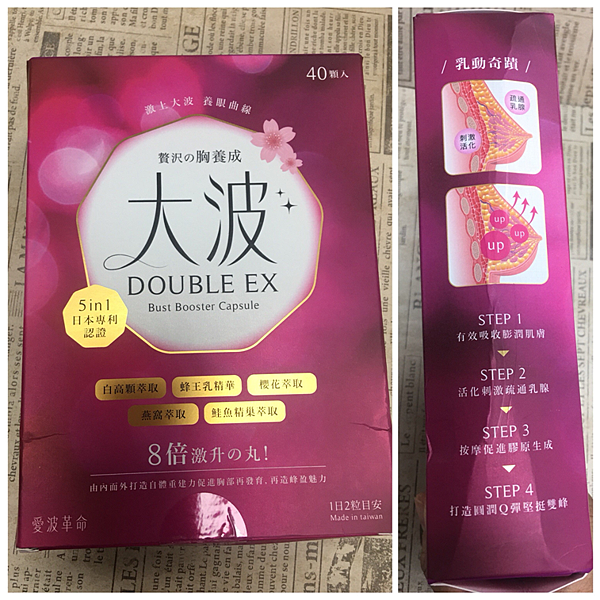 40顆入
激上大波 養眼曲線
贅沢の胸養成
大波
DOUBLE EX
Bust Booster Capsule
5in1
日本專利
認證
白高顆萃取
蜂王乳精華
櫻花萃取
燕窩萃取
鮭魚精巢萃取
8倍激升の丸!
由內而外打造自體重建力促進胸部再發育,再造蜂盈魅力
愛波革命
1日2粒目安
Made in taiwan
/ 乳動奇蹟 /
疏通
乳腺
刺激
活化
up
up
up
STEP 1
有效吸收膨潤肌膚
STEP 2
活化刺激疏通乳腺
STEP 3
按摩促進膠原生成
STEP 4
打造圓潤Q彈堅挺雙峰